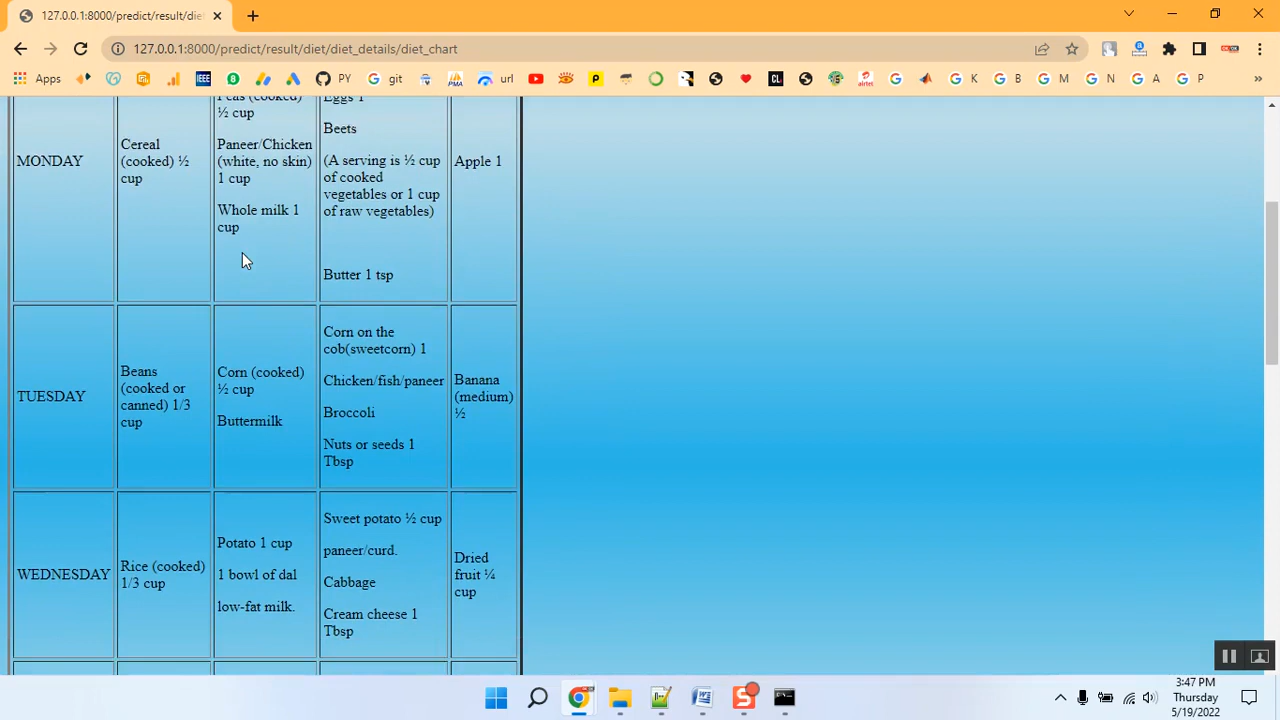 127.0.0.1:8000/predict/result/die
127.0.0.1:8000/predict/result/diet/diet_details/diet_chart
Apps
IEEE
PY
git
PMA
url
P
CL
airtel
K
B
M
N
A
P
»
MONDAY
Cereal
(cooked) ½
cup
Peas (cooked)
½ cup
Paneer/Chicken
(white, no skin)
1 cup
Whole milk 1
cup
Eggs 1
Beets
(A serving is ½ cup
of cooked
vegetables or 1 cup
of raw vegetables)
Butter 1 tsp
Apple 1
TUESDAY
Beans
(cooked or
canned) 1/3
cup
Corn (cooked)
½ cup
Buttermilk
Corn on the
cob(sweetcorn) 1
Chicken/fish/paneer
Broccoli
Nuts or seeds 1
Tbsp
Banana
(medium)
½
WEDNESDAY
Rice (cooked)
1/3 cup
Potato 1 cup
1 bowl of dal
low-fat milk.
Sweet potato ½ cup
paneer/curd.
Cabbage
Cream cheese 1
Tbsp
Dried
fruit ¼
cup
3:47 PM
Thursday
5/19/2022